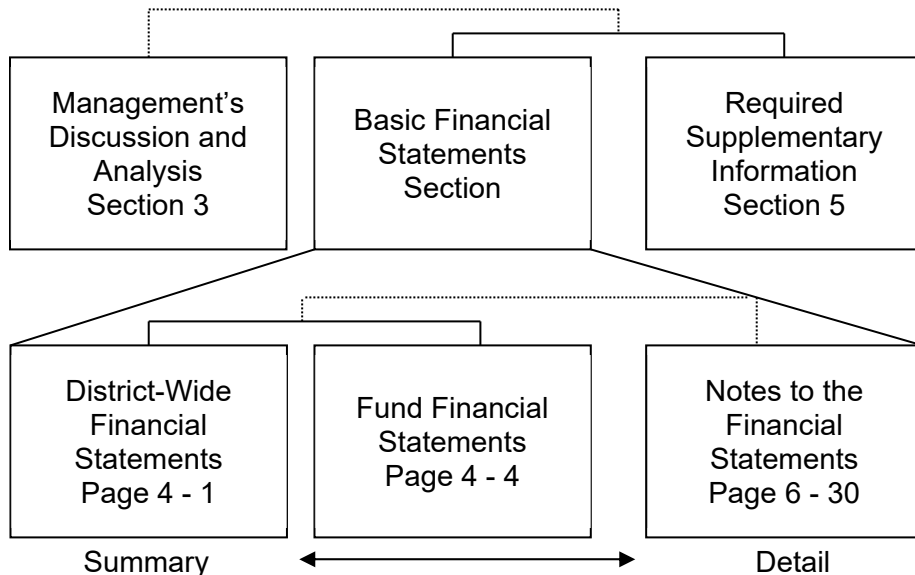 Management’s
Discussion and
Analysis
Section 3
Basic Financial
Statements
Section
Required
Supplementary
Information
Section 5
District-Wide
Financial
Statements
Page 4 - 1
Fund Financial
Statements
Page 4 - 4
Notes to the
Financial
Statements
Page 6 - 30
Summary
Detail